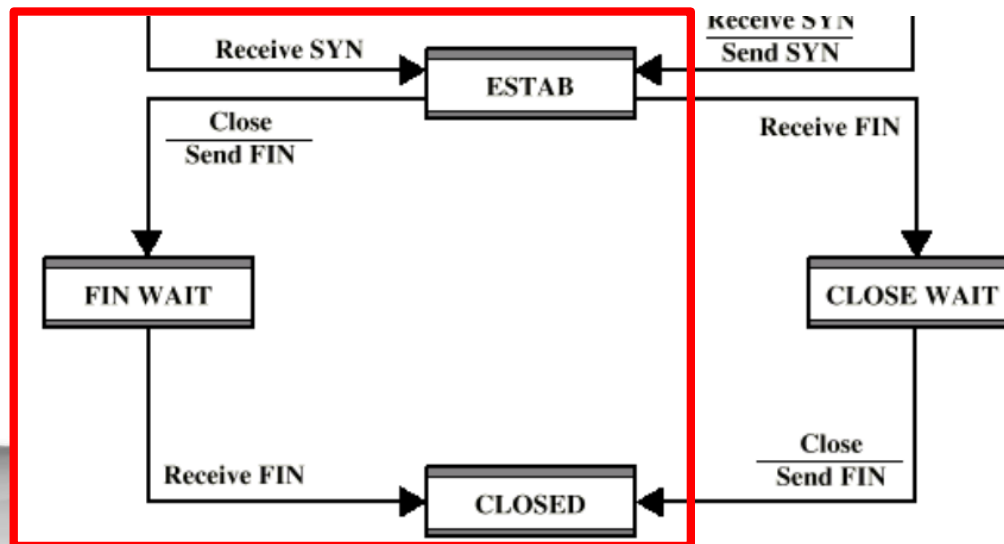 Receive SYN
Receive SYN
Send SYN
ESTAB
Close
Send FIN
Receive FIN
FIN WAIT
CLOSE WAIT
Receive FIN
Close
Send FIN
CLOSED